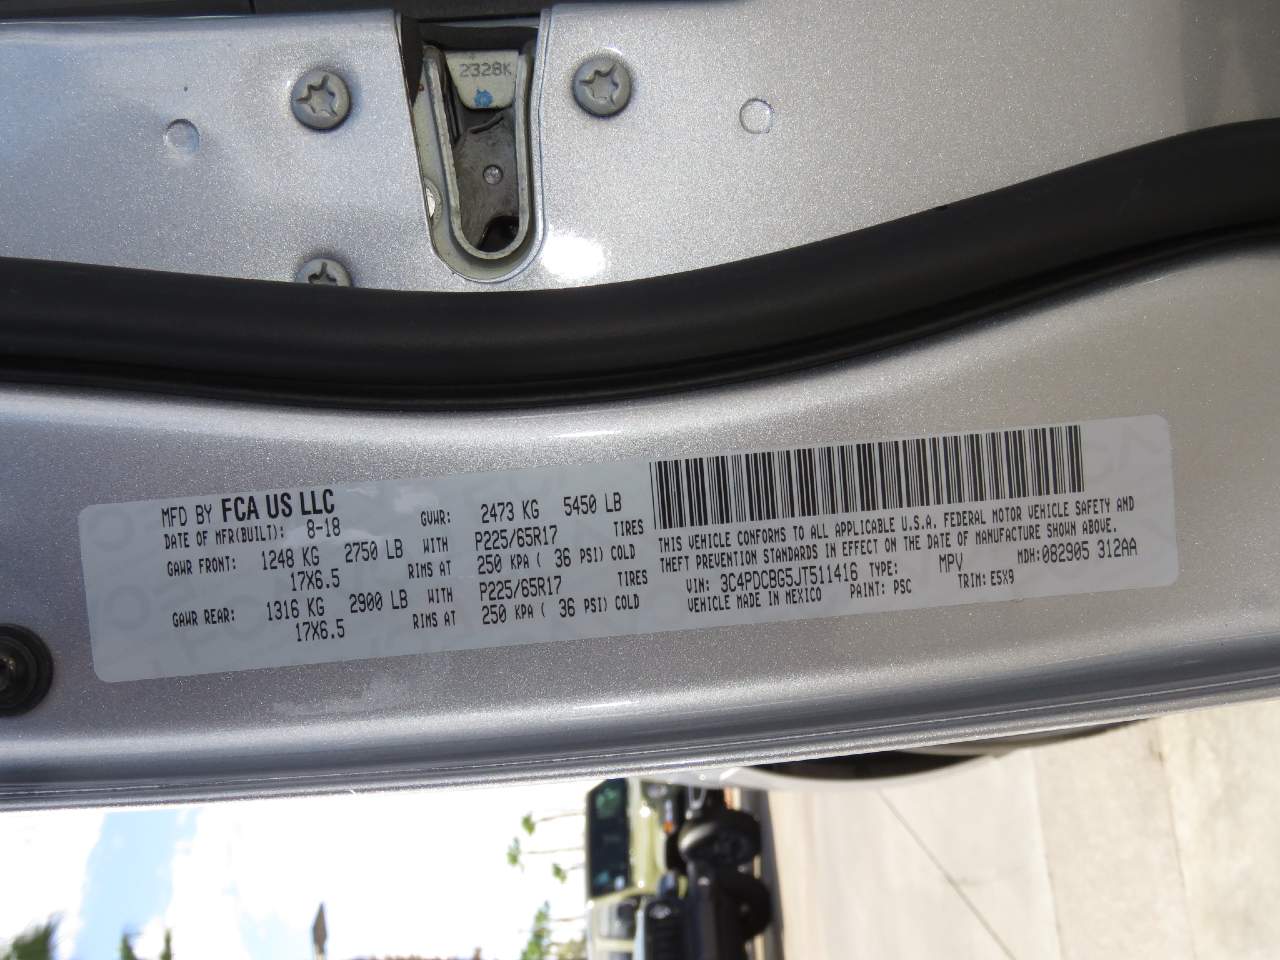 2328K
MFD BY FCA US LLC
DATE OF MFR(BUILT): 8-18 GVWR: 2473 KG 5450 LB
GAWR FRONT: 1248 KG 2750 LB WITH P225/65R17 TIRES
17X6.5 RIMS AT 250 KPA ( 36 PSI) COLD
GAWR REAR: 1316 KG 2900 LB WITH P225/65R17 TIRES
17X6.5 RIMS AT 250 KPA ( 36 PSI) COLD
THIS VEHICLE CONFORMS TO ALL APPLICABLE U.S.A. FEDERAL MOTOR VEHICLE SAFETY AND
THEFT PREVENTION STANDARDS IN EFFECT ON THE DATE OF MANUFACTURE SHOWN ABOVE.
VIN: 3C4PDCBG5JT511416 TYPE: MPV MDH: 082905 312AA
VEHICLE MADE IN MEXICO PAINT: PSC TRIM: E5X9